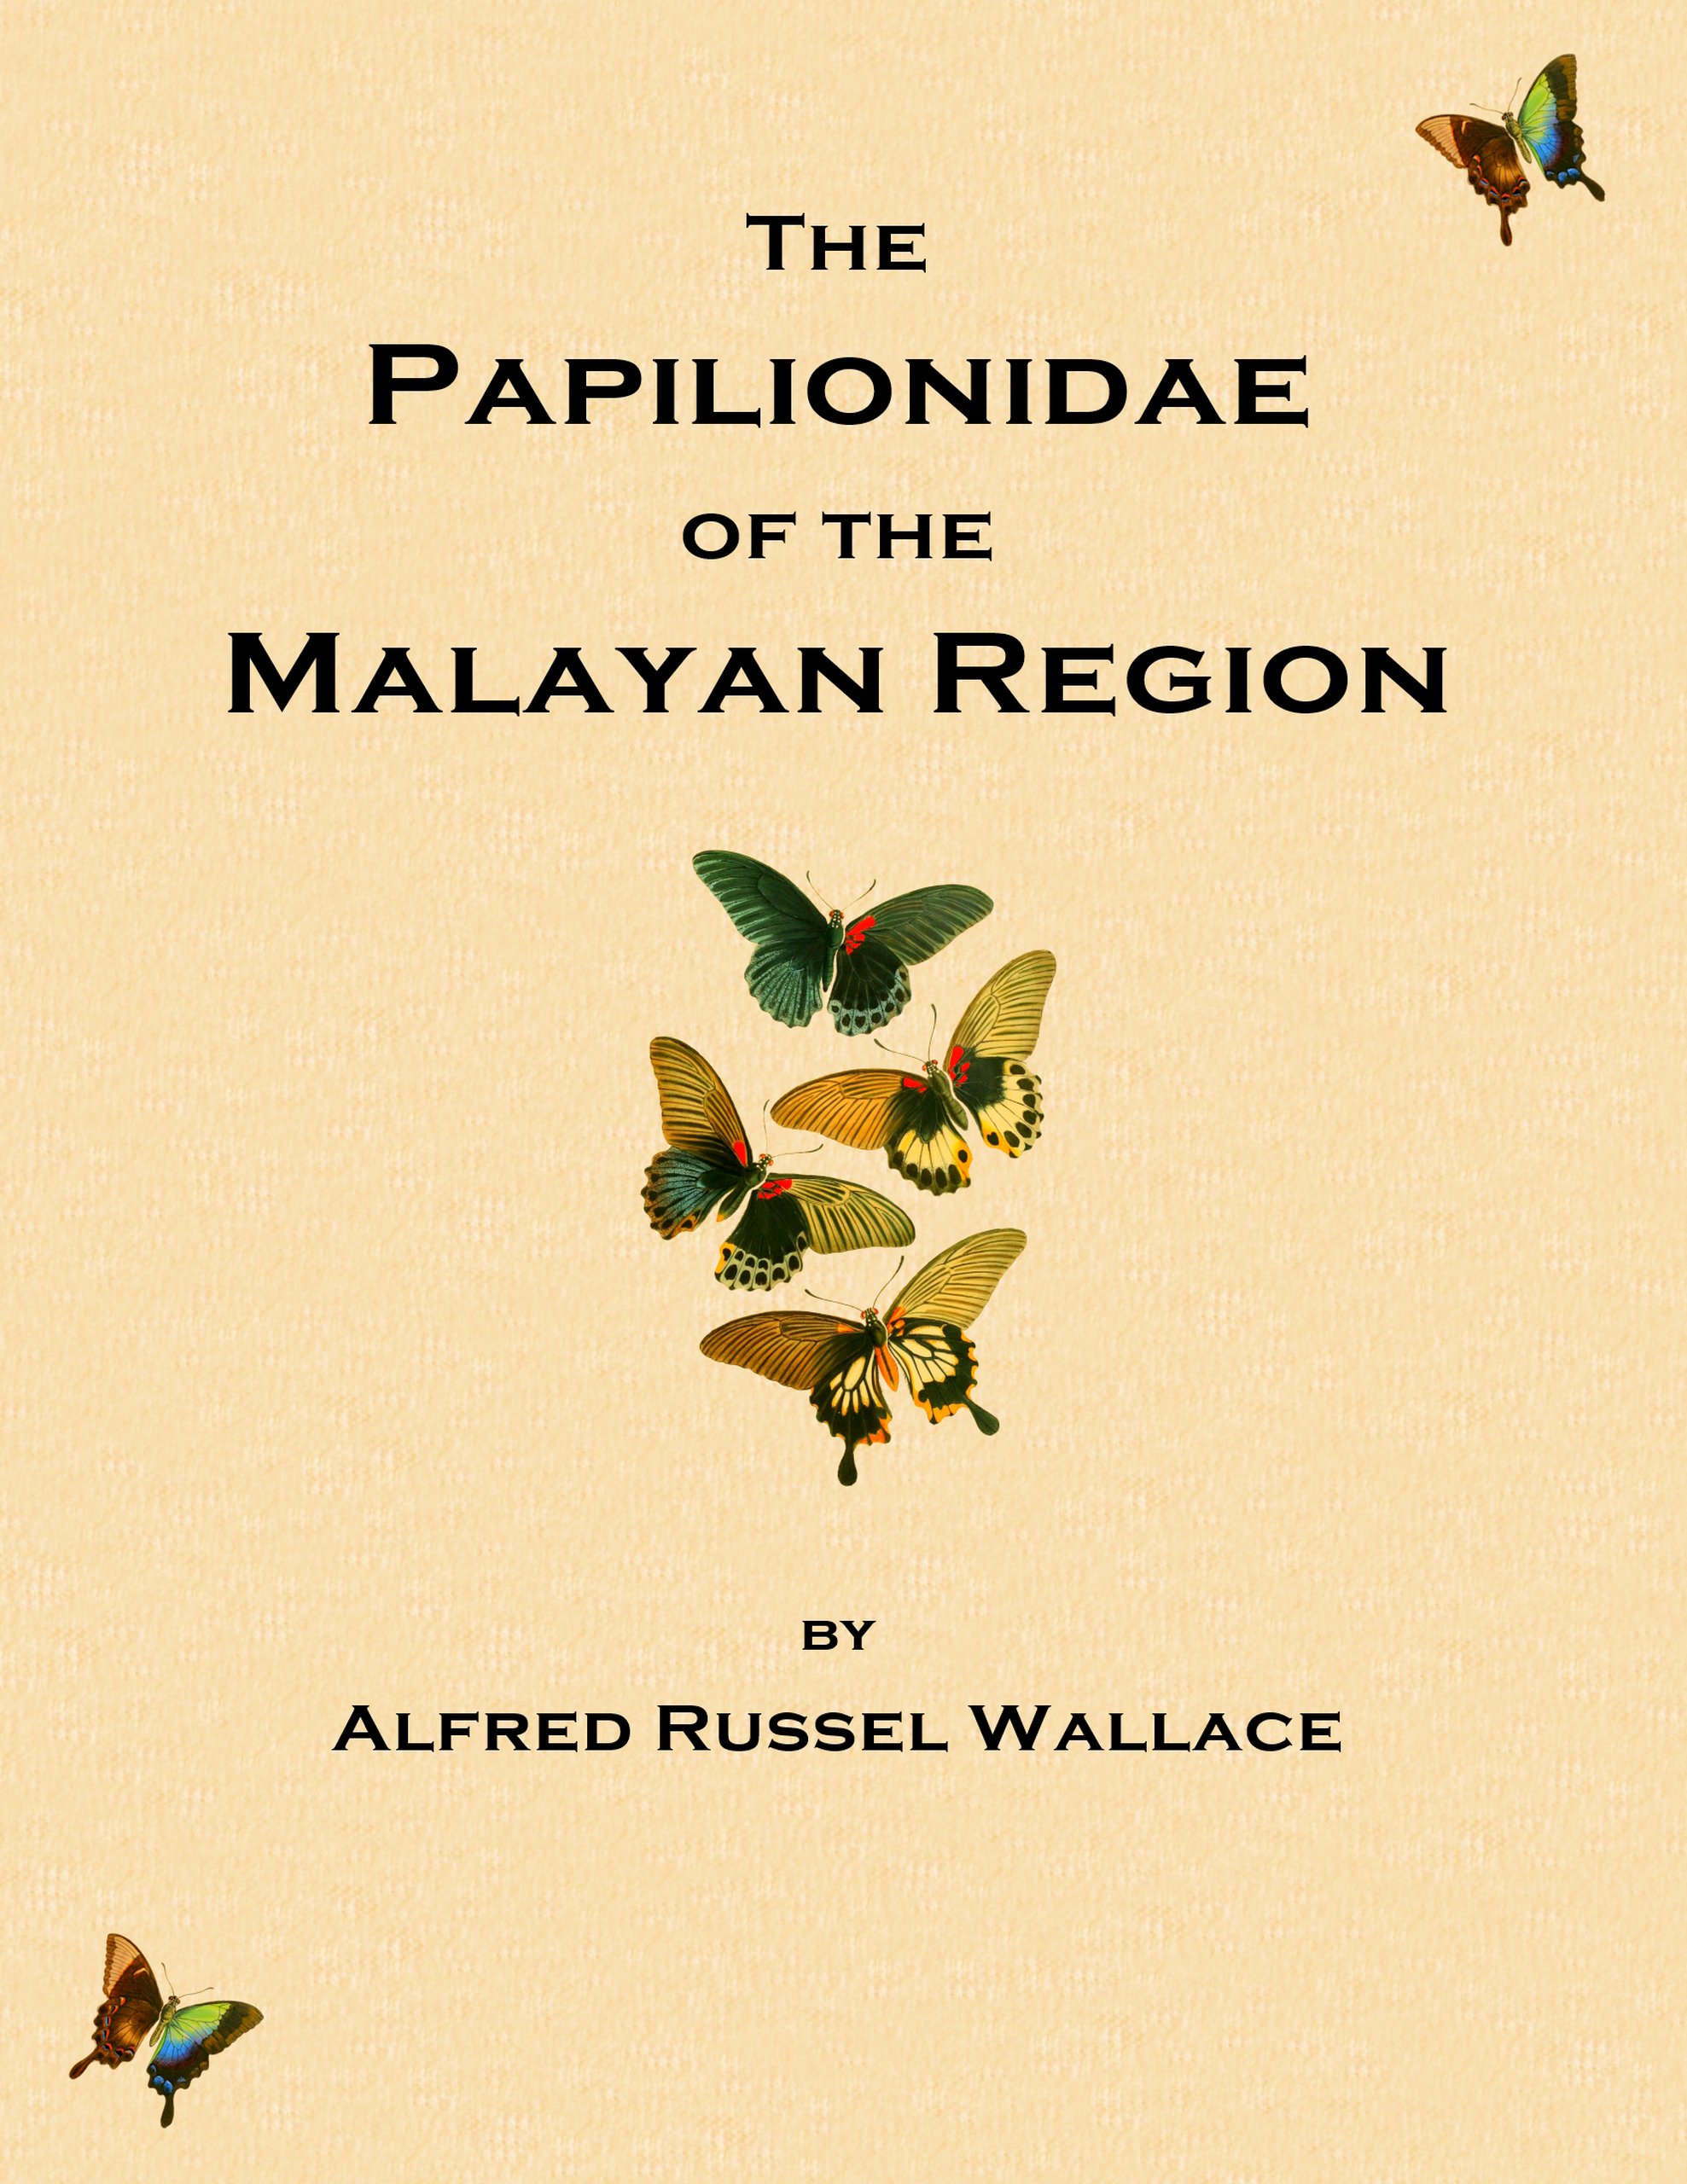 The
Papilionidae
of the
Malayan Region
by
Alfred Russel Wallace